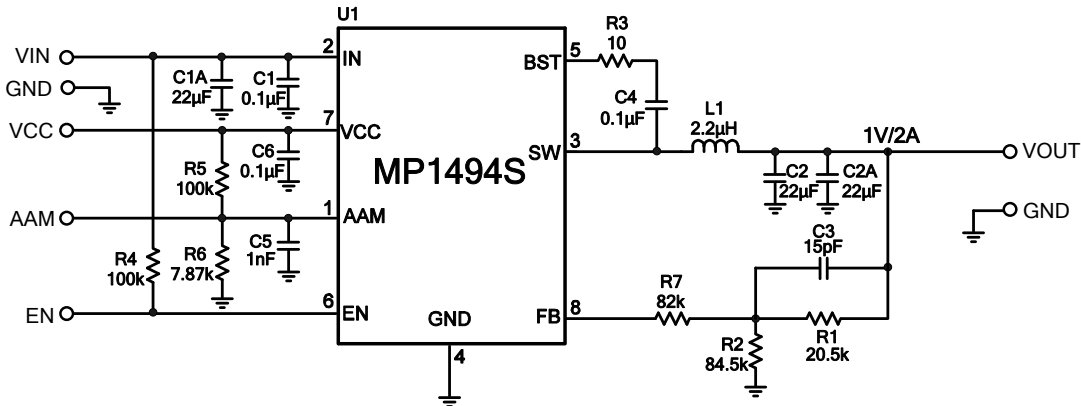 U1
VIN
GND
VCC
AAM
EN
C1A
22µF
C1
0.1µF
R5
100k
C6
0.1µF
R4
100k
R6
7.87k
C5
1nF
2
IN
7
VCC
1
AAM
6
EN
MP1494S
GND
4
BST
5
SW
3
FB
8
R3
10
C4
0.1µF
L1
2.2µH
1V/2A
VOUT
C2
22µF
C2A
22µF
GND
C3
15pF
R7
82k
R2
84.5k
R1
20.5k